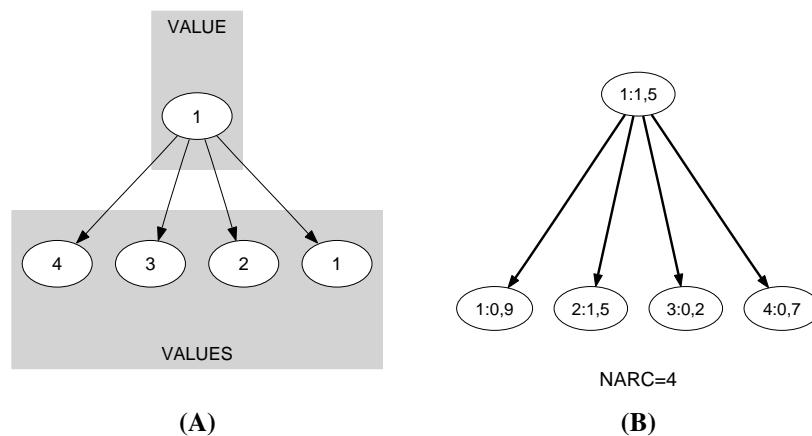 VALUE
1
4 3 2 1
VALUES
(A)
1:1,5
1:0,9 2:1,5 3:0,2 4:0,7
NARC=4
(B)